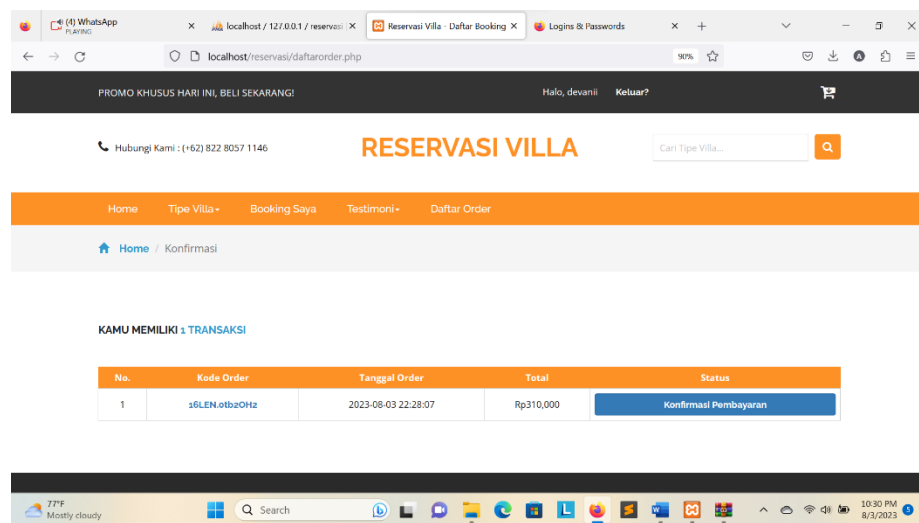 (4) WhatsApp
PLAYING
localhost / 127.0.0.1 / reservasi
Reservasi Villa - Daftar Booking
Logins & Passwords
localhost/reservasi/daftarorder.php
90%
PROMO KHUSUS HARI INI, BELI SEKARANG!
Halo, devanii
Keluar?
Hubungi Kami : (+62) 822 8057 1146
RESERVASI VILLA
Cari Tipe Villa...
Home
Tipe Villa
Booking Saya
Testimoni
Daftar Order
Home / Konfirmasi
KAMU MEMILIKI 1 TRANSAKSI
No.
Kode Order
Tanggal Order
Total
Status
1
16LEN.otb2OH2
2023-08-03 22:28:07
Rp310,000
Konfirmasi Pembayaran
77°F
Mostly cloudy
Search
10:30 PM
8/3/2023
5